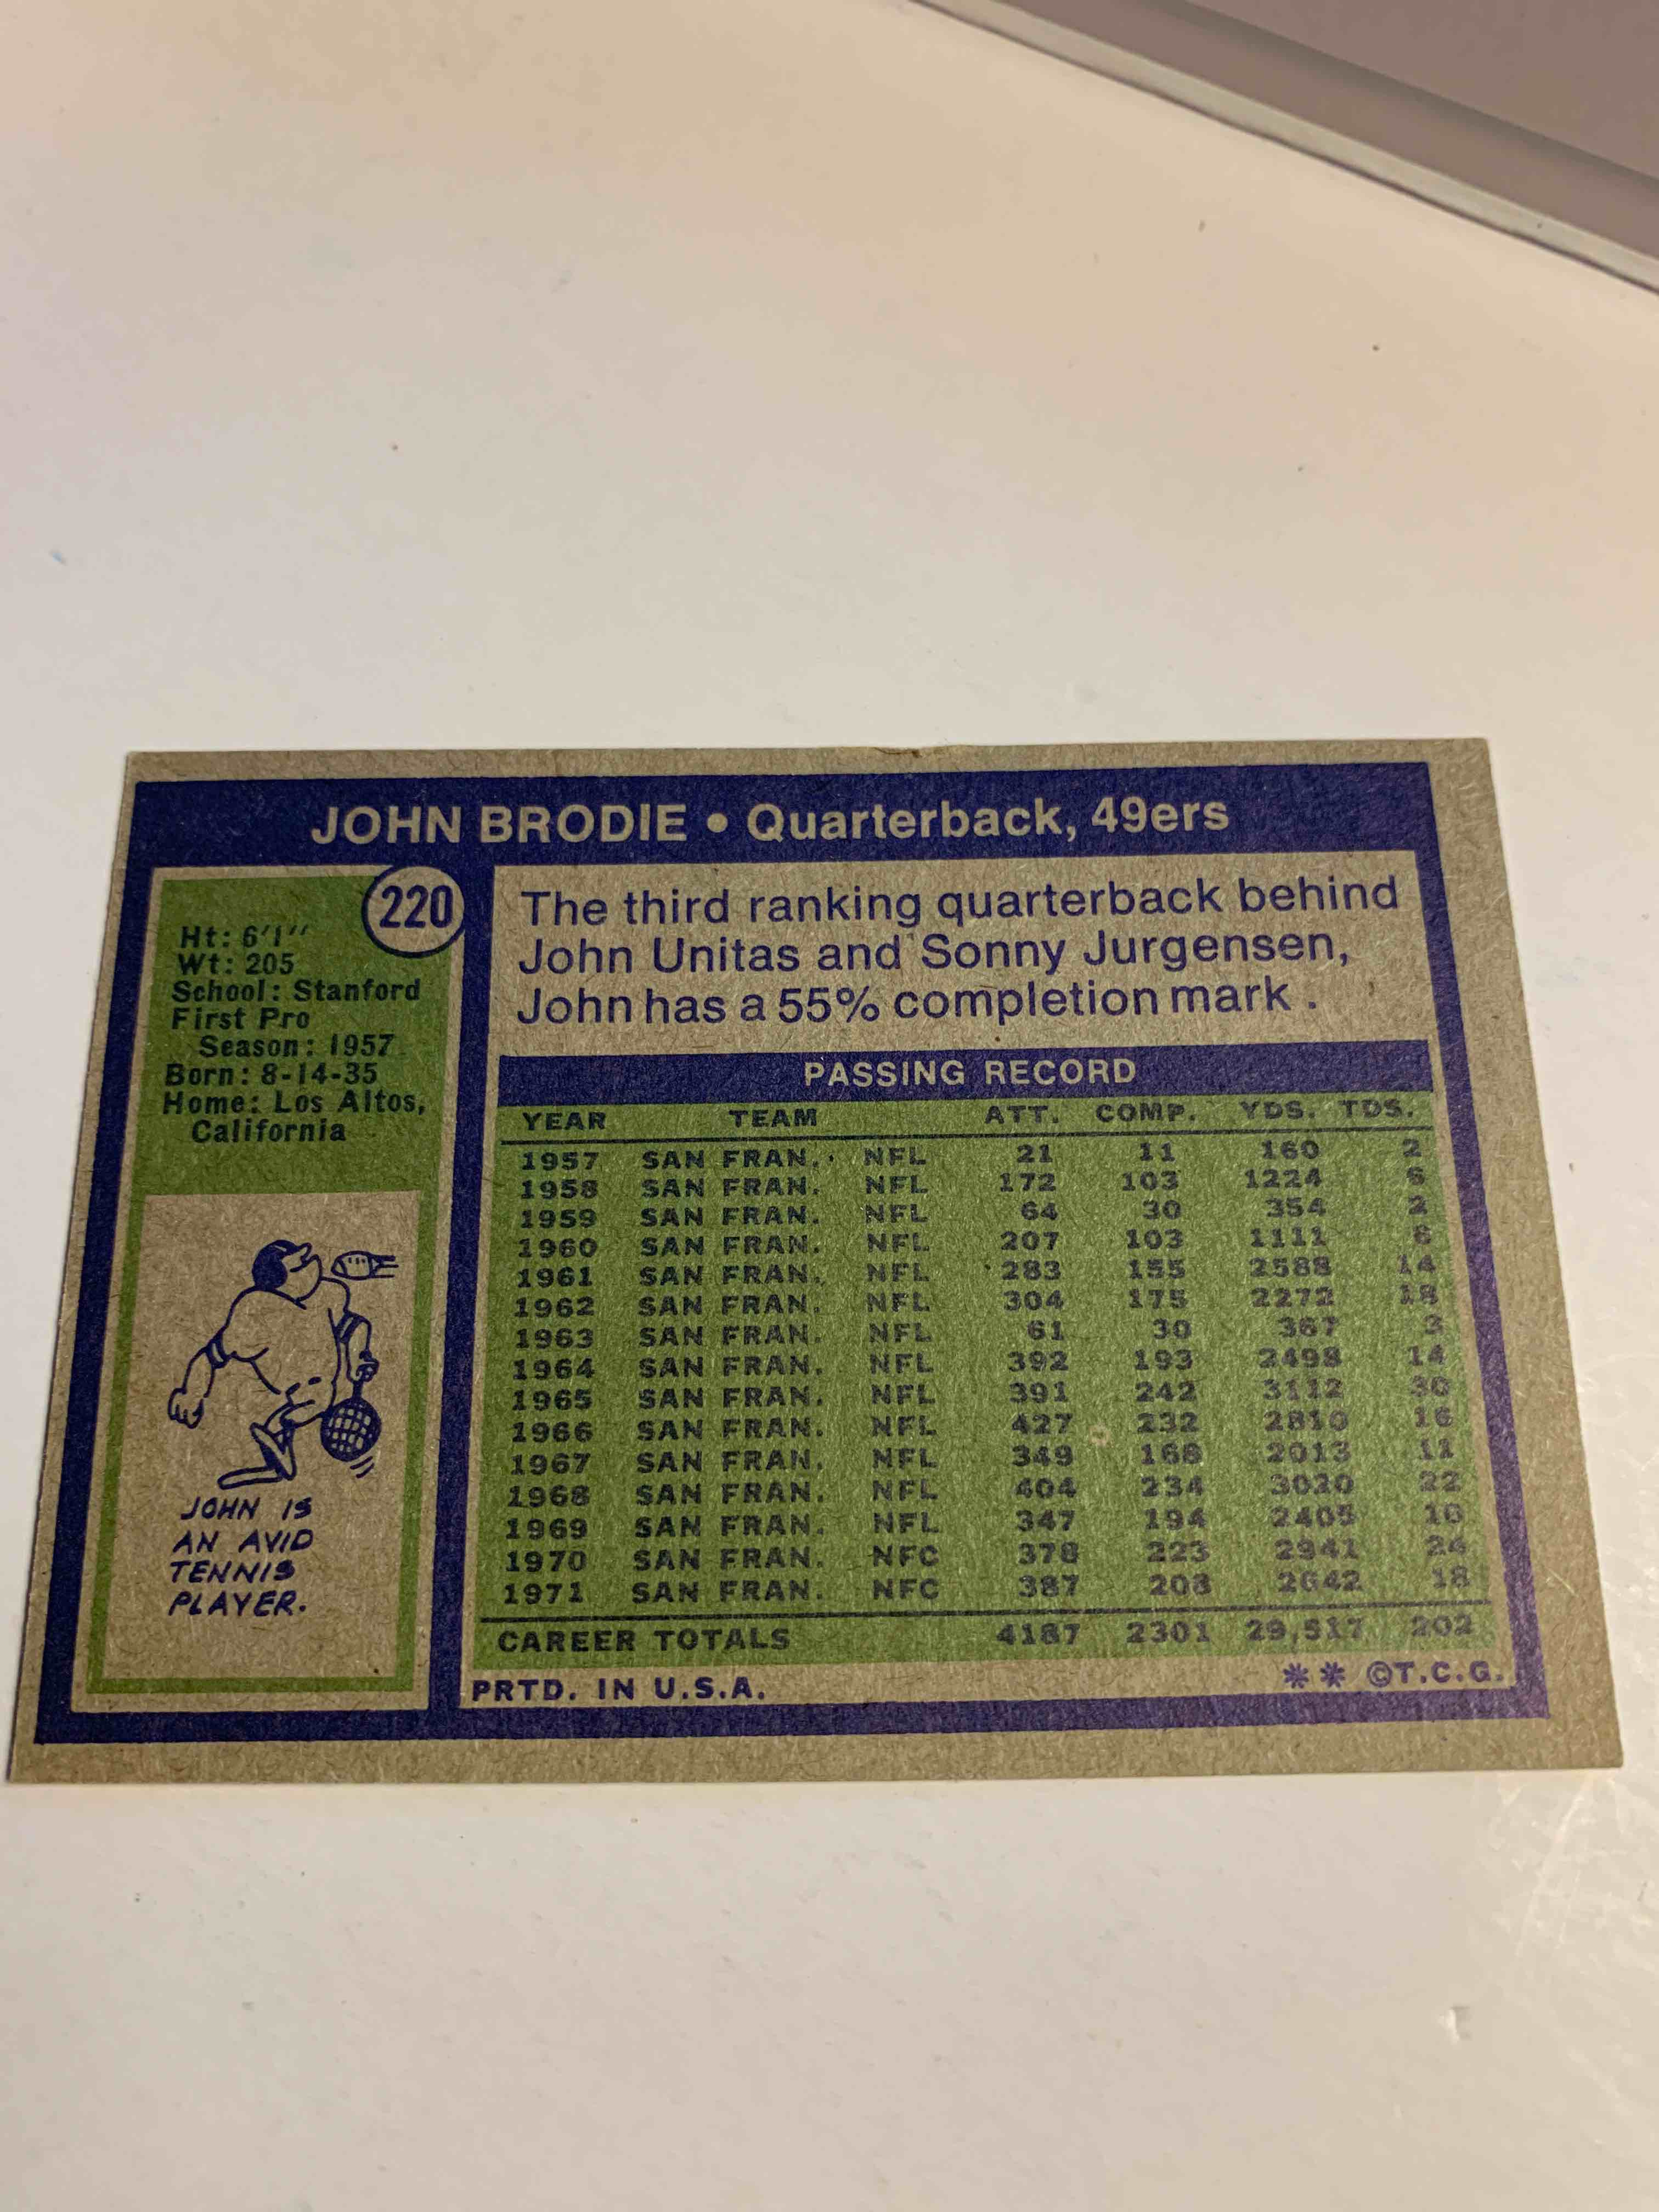 JOHN BRODIE • Quarterback, 49ers
220
Ht: 6'1"
Wt: 205
School: Stanford
First Pro
Season: 1957
Born: 8-14-35
Home: Los Altos,
California
JOHN IS
AN AVID
TENNIS
PLAYER.
The third ranking quarterback behind
John Unitas and Sonny Jurgensen,
John has a 55% completion mark.
PASSING RECORD
YEAR TEAM ATT. COMP. YDS. TDS.
1957 SAN FRAN. NFL 21 11 160 2
1958 SAN FRAN. NFL 172 103 1224 6
1959 SAN FRAN. NFL 64 30 354 2
1960 SAN FRAN. NFL 207 103 1111 6
1961 SAN FRAN. NFL 283 155 2588 14
1962 SAN FRAN. NFL 304 175 2272 18
1963 SAN FRAN. NFL 61 30 367 3
1964 SAN FRAN. NFL 392 193 2498 14
1965 SAN FRAN. NFL 391 242 3112 30
1966 SAN FRAN. NFL 427 232 2810 16
1967 SAN FRAN. NFL 349 168 2013 11
1968 SAN FRAN. NFL 404 234 3020 22
1969 SAN FRAN. NFL 347 194 2405 16
1970 SAN FRAN. NFC 378 223 2941 24
1971 SAN FRAN. NFC 387 208 2642 18
CAREER TOTALS 4187 2301 29,517 202
PRTD. IN U.S.A. ** ©T.C.G.